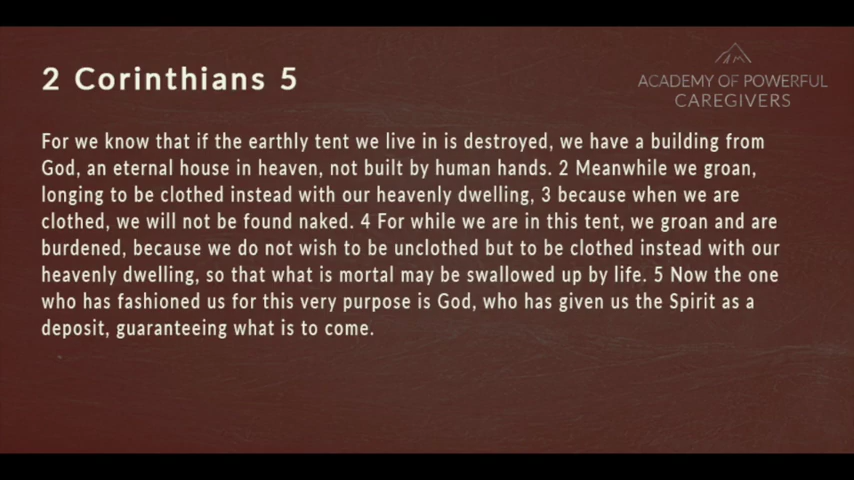 2 Corinthians 5
ACADEMY OF POWERFUL
CAREGIVERS
For we know that if the earthly tent we live in is destroyed, we have a building from
God, an eternal house in heaven, not built by human hands. 2 Meanwhile we groan,
longing to be clothed instead with our heavenly dwelling, 3 because when we are
clothed, we will not be found naked. 4 For while we are in this tent, we groan and are
burdened, because we do not wish to be unclothed but to be clothed instead with our
heavenly dwelling, so that what is mortal may be swallowed up by life. 5 Now the one
who has fashioned us for this very purpose is God, who has given us the Spirit as a
deposit, guaranteeing what is to come.